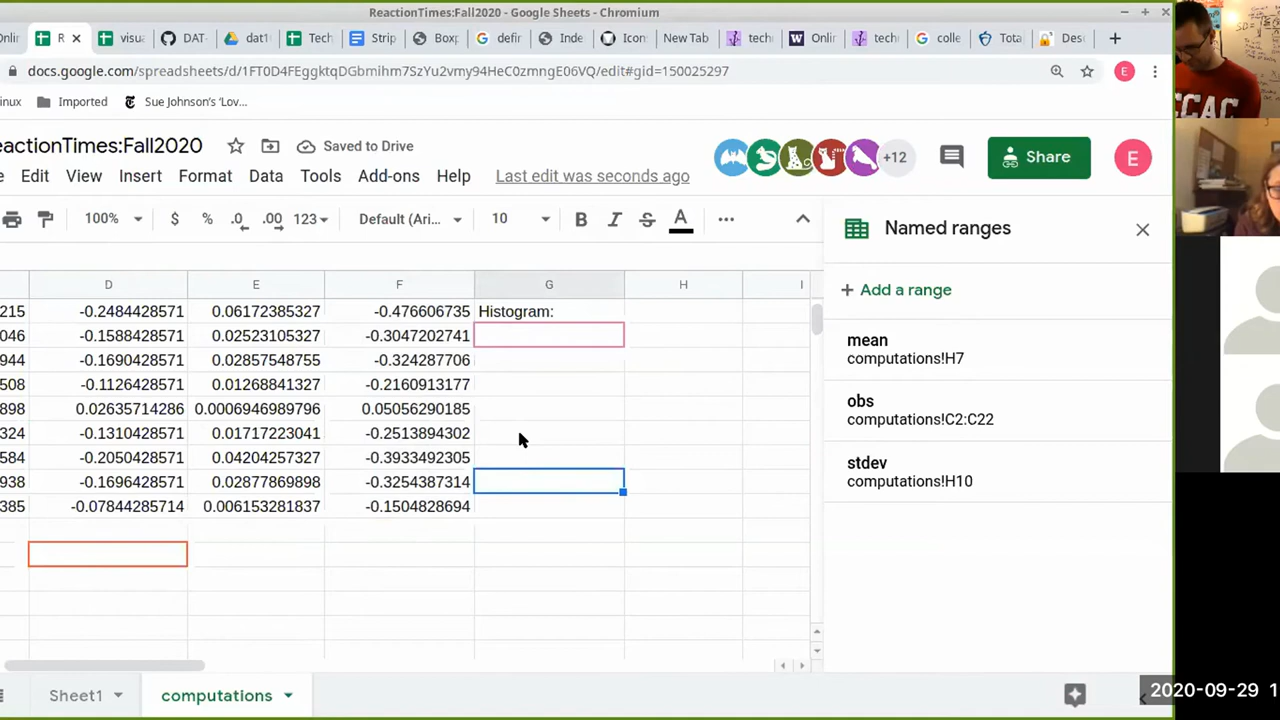 ReactionTimes:Fall2020 - Google Sheets - Chromium
Onlin R visu DAT- dat1 Tech Strip Boxp defir Inde Icon New Tab tech Onlin tech colle Tota Desi
docs.google.com/spreadsheets/d/1FT0D4FEggktqDGbmihm7SzYu2vmy94HeC0zmngE06VQ/edit#gid=150025297
inux Imported Sue Johnson's 'Lov...
eactionTimes:Fall2020 Saved to Drive +12 Share E
e Edit View Insert Format Data Tools Add-ons Help Last edit was seconds ago
100% $ % .0 .00 123 Default (Ari... 10 B I S A ...
Named ranges
+ Add a range
mean
computations!H7
obs
computations!C2:C22
stdev
computations!H10
D E F G H I
215 -0.2484428571 0.06172385327 -0.476606735 Histogram:
046 -0.1588428571 0.02523105327 -0.3047202741
944 -0.1690428571 0.02857548755 -0.324287706
508 -0.1126428571 0.01268841327 -0.2160913177
898 0.02635714286 0.0006946989796 0.05056290185
324 -0.1310428571 0.01717223041 -0.2513894302
584 -0.2050428571 0.04204257327 -0.3933492305
938 -0.1696428571 0.02877869898 -0.3254387314
385 -0.07844285714 0.006153281837 -0.1504828694
Sheet1 computations
2020-09-29 1
ECAC